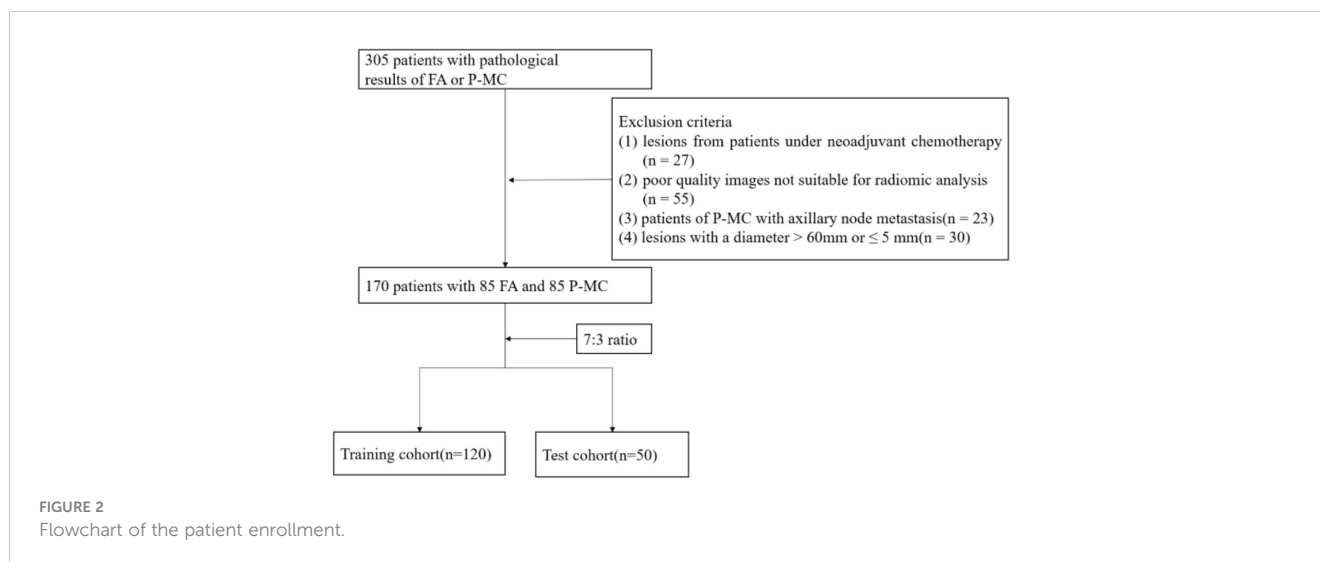 305 patients with pathological
results of FA or P-MC
Exclusion criteria
(1) lesions from patients under neoadjuvant chemotherapy
(n = 27)
(2) poor quality images not suitable for radiomic analysis
(n = 55)
(3) patients of P-MC with axillary node metastasis(n = 23)
(4) lesions with a diameter > 60mm or ≤ 5 mm(n = 30)
170 patients with 85 FA and 85 P-MC
7:3 ratio
Training cohort(n=120)
Test cohort(n=50)
FIGURE 2
Flowchart of the patient enrollment.